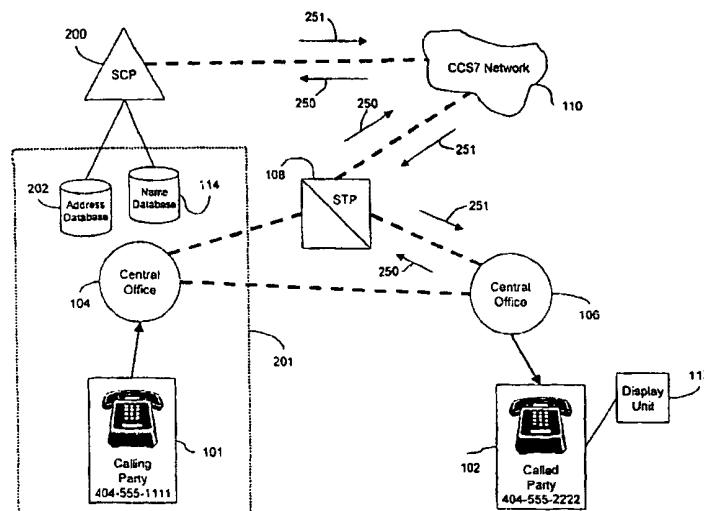 251
200
SCP
CCS7 Network
250
250
110
251
108
STP
202
Address
Database
Name
Database
114
251
250
Central
Office
104
Central
Office
106
201
Display
Unit
101
102
Calling
Party
404-555-1111
Called
Party
404-555-2222